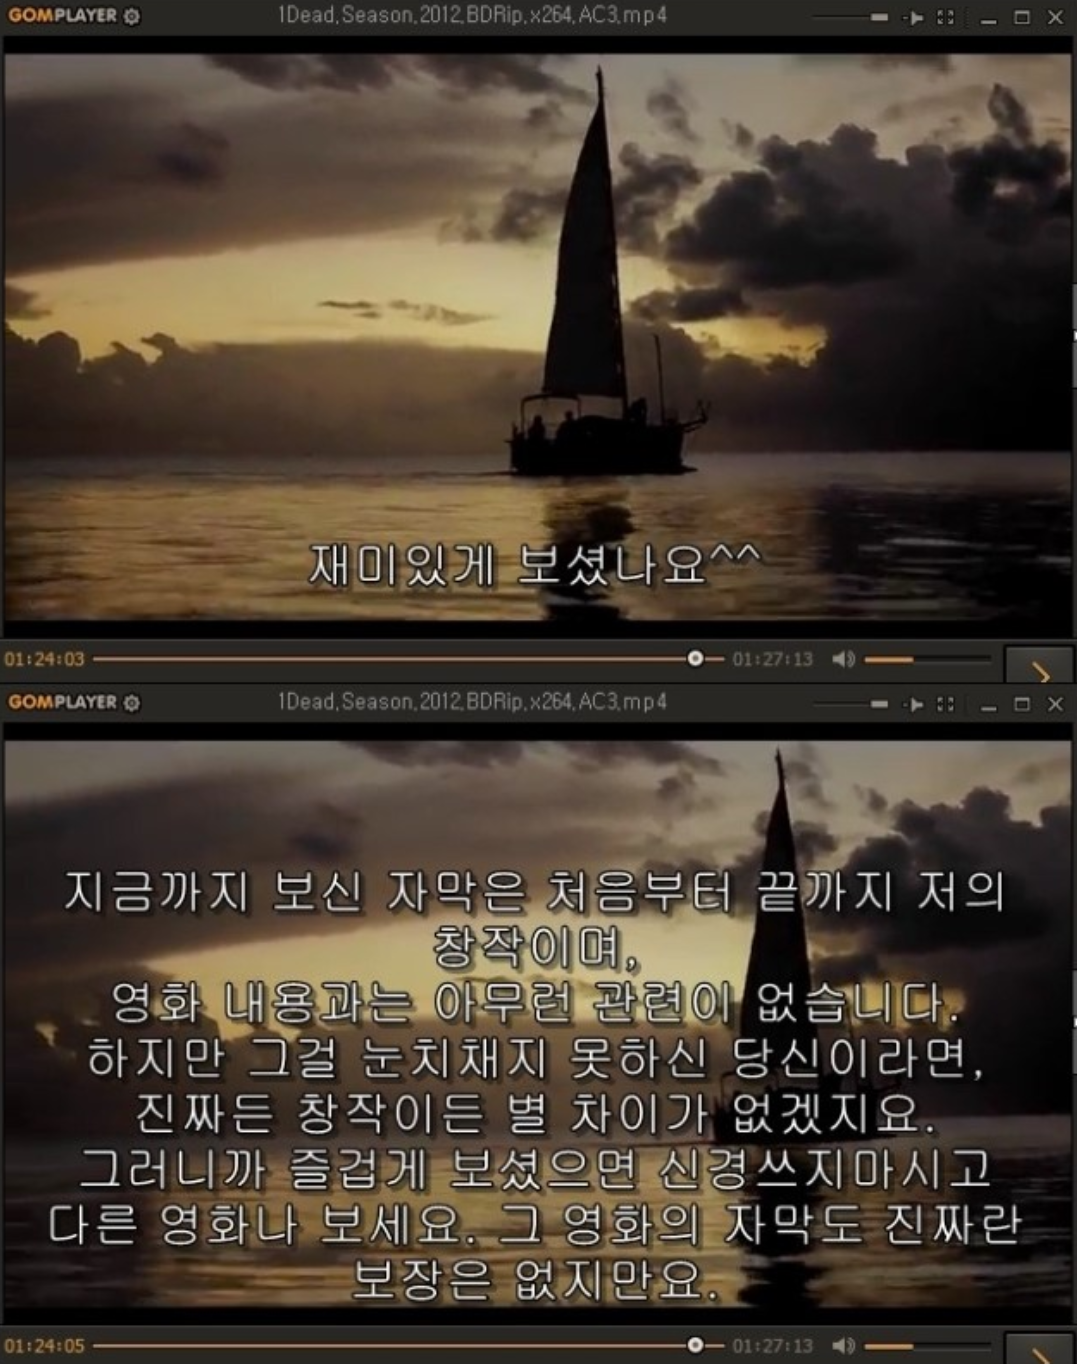 GOMPLAYER
1Dead,Season,2012,BDRip,x264,AC3,mp4
재미있게 보셨나요^^
01:24:03
01:27:13
GOMPLAYER
1Dead,Season,2012,BDRip,x264,AC3,mp4
지금까지 보신 자막은 처음부터 끝까지 저의
창작이며,
영화 내용과는 아무런 관련이 없습니다.
하지만 그걸 눈치채지 못하신 당신이라면,
진짜든 창작이든 별 차이가 없겠지요.
그러니까 즐겁게 보셨으면 신경쓰지마시고
다른 영화나 보세요. 그 영화의 자막도 진짜란
보장은 없지만요.
01:24:05
01:27:13